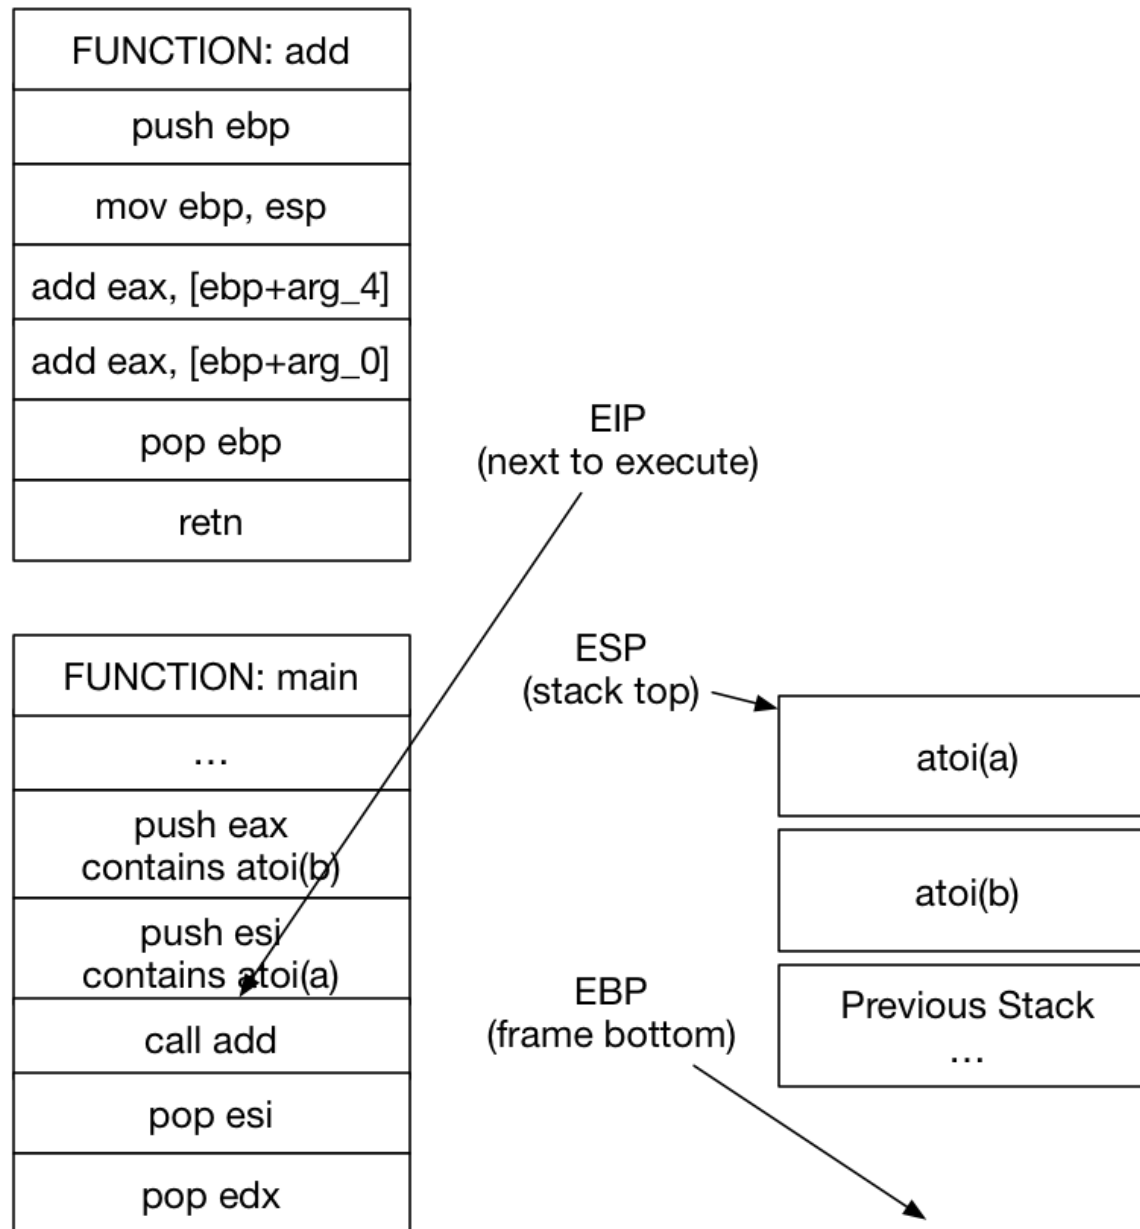 FUNCTION: add
push ebp
mov ebp, esp
add eax, [ebp+arg_4]
add eax, [ebp+arg_0]
pop ebp
retn
EIP
(next to execute)
FUNCTION: main
...
push eax
contains atoi(b)
push esi
contains atoi(a)
call add
pop esi
pop edx
ESP
(stack top)
atoi(a)
atoi(b)
EBP
(frame bottom)
Previous Stack
...